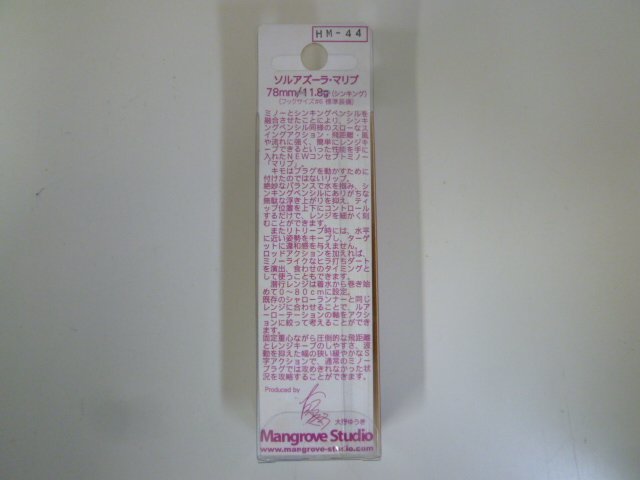 HM-44
ソルアズーラ・マリブ
78mm/11.8g(シンキング)
(フックサイズ#6 標準装備)
ミノーとシンキングペンシルを
融合させたことにより、シンキ
ングペンシル同様のスローなス
イングアクション・飛距離・風
や流れに強く、簡単にレンジキ
ープできるといった性能を手に
入れたＮＥＷコンセプトミノー
「マリブ」。
キモはプラグを動かすために
付けたのではないリップ。
絶妙なバランスで水を掴み、シ
ンキングペンシルにありがちな
無駄な浮き上がりを抑え、ティ
ップ位置を上下にコントロール
するだけで、レンジを細かく刻
むことができます。
またリトリーブ時には、水平
に近い姿勢をキープし、ターゲ
ットに違和感を与えません。
ロッドアクションを加えれば、
ミノーライクなヒラ打ちダート
を演出、食わせのタイミングと
して使うこともできます。
潜行レンジは着水から巻き始
めて０～８０ｃｍに設定。
既存のシャローランナーと同じ
レンジに合わせることで、ルア
ーローテーションの軸をアクシ
ョンに絞って考えることができ
ます。
固定重心ながら圧倒的な飛距離
とレンジキープのしやすさ、波
動を抑えた幅の狭い緩やかなＳ
字アクションで、通常のミノー
プラグでは攻めきれなかった状
況を攻略することができます。
Produced by
大野ゆうき
Mangrove Studio
www.mangrove-studio.com